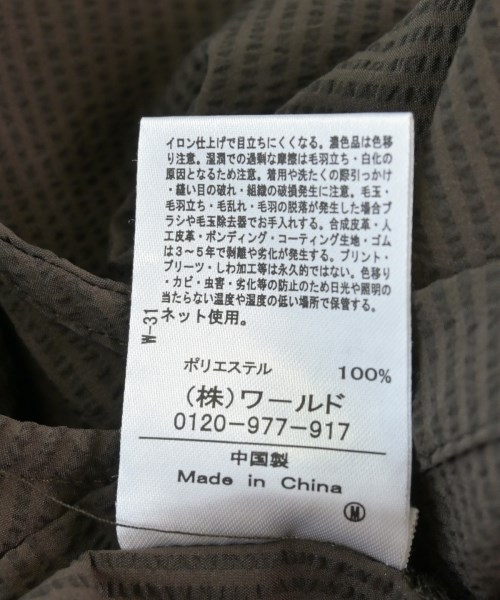 イロン仕上げで目立ちにくくなる。濃色品は色移
り注意。湿潤での過剰な摩擦は毛羽立ち・白化の
原因となるため注意。着用や洗たくの際引っかけ
・縫い目の破れ・組織の破損発生に注意。毛玉・
毛羽立ち・毛乱れ・毛羽の脱落が発生した場合ブ
ラシや毛玉除去器でお手入れする。合成皮革・人
工皮革・ボンディング・コーティング生地・ゴム
は3〜5年で剥離や劣化が発生する。プリント・
プリーツ・しわ加工等は永久的ではない。色移り
・カビ・虫害・劣化等の防止のため日光や照明の
当たらない温度や湿度の低い場所で保管する。
ネット使用。
W-31
ポリエステル 100%
(株)ワールド
0120-977-917
中国製
Made in China
Ⓜ